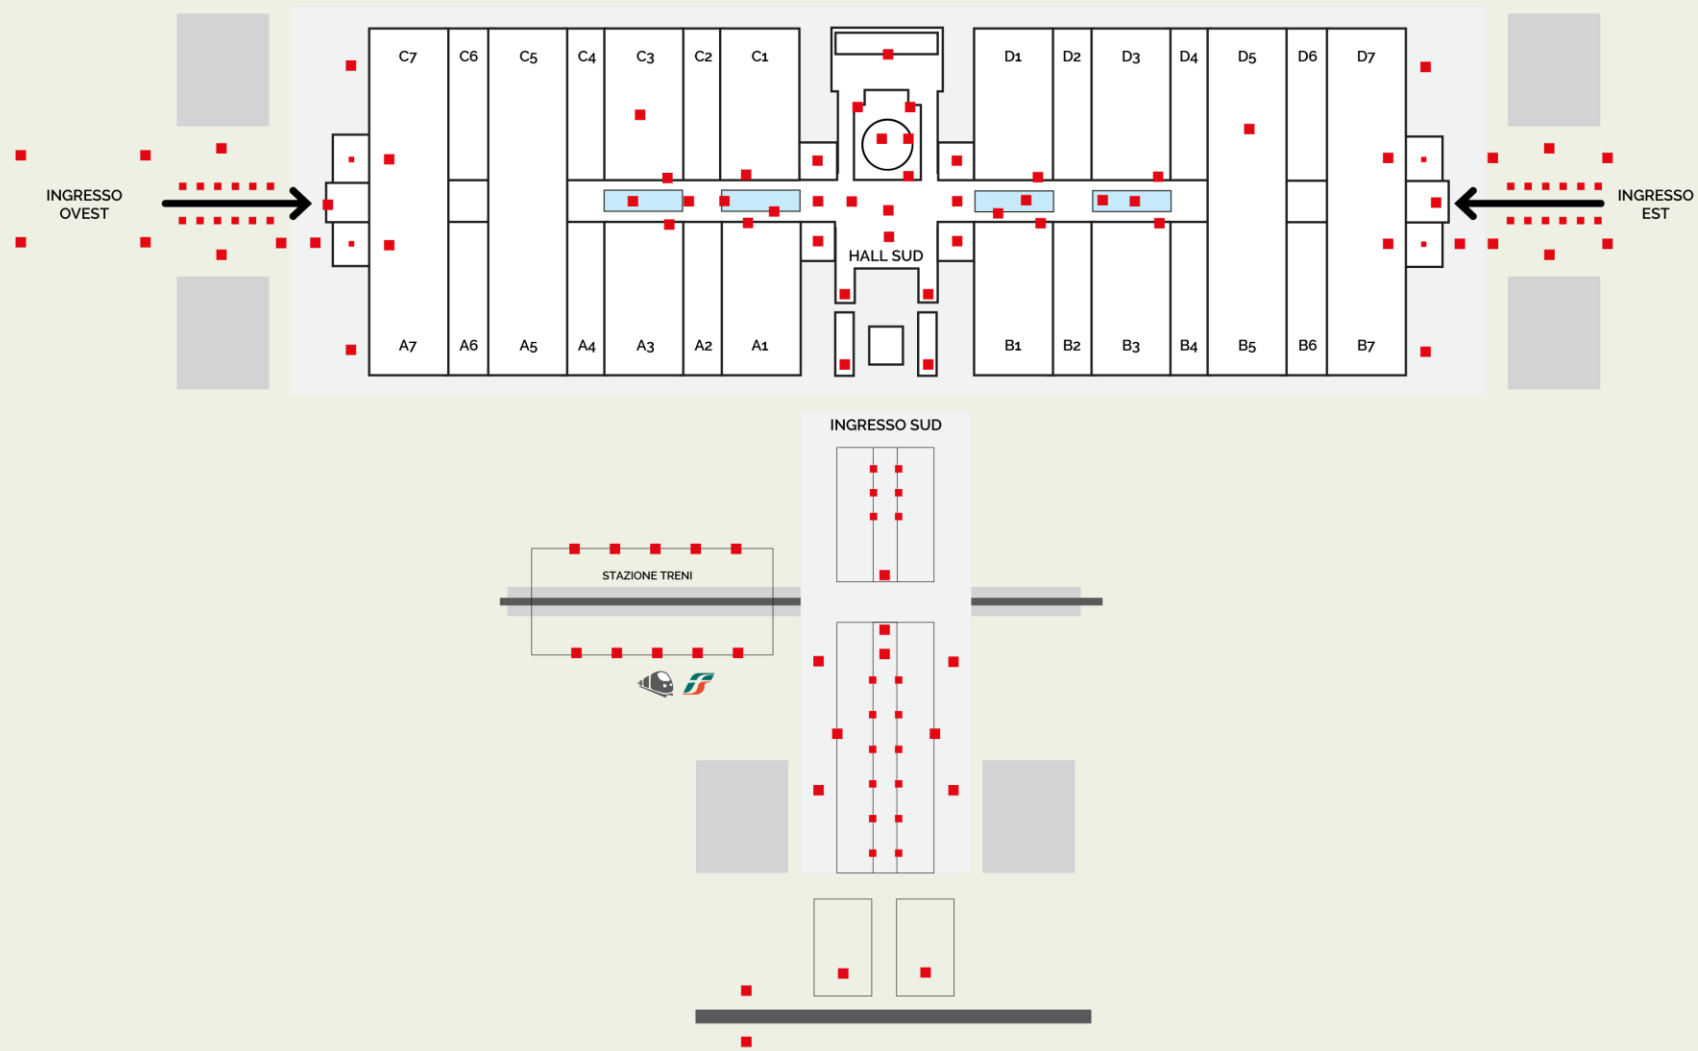 C7 C6 C5 C4 C3 C2 C1 D1 D2 D3 D4 D5 D6 D7
INGRESSO
OVEST
INGRESSO
EST
HALL SUD
A7 A6 A5 A4 A3 A2 A1 B1 B2 B3 B4 B5 B6 B7
INGRESSO SUD
STAZIONE TRENI